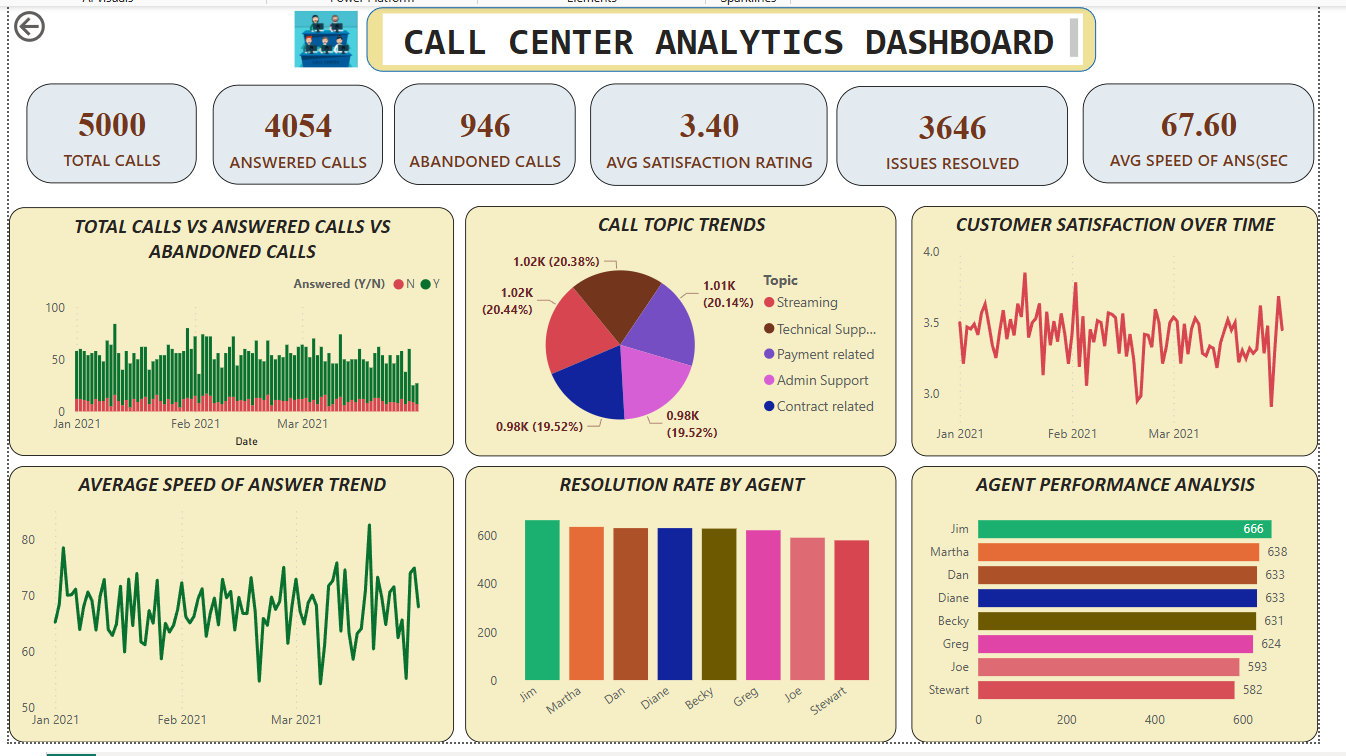 CALL CENTER ANALYTICS DASHBOARD
5000
TOTAL CALLS
4054
ANSWERED CALLS
946
ABANDONED CALLS
3.40
AVG SATISFACTION RATING
3646
ISSUES RESOLVED
67.60
AVG SPEED OF ANS(SEC
TOTAL CALLS VS ANSWERED CALLS VS
ABANDONED CALLS
Answered (Y/N) N Y
100
50
0
Jan 2021 Feb 2021 Mar 2021
Date
CALL TOPIC TRENDS
1.02K (20.38%)
1.02K
(20.44%)
1.01K
(20.14%)
0.98K (19.52%)
0.98K
(19.52%)
Topic
Streaming
Technical Supp...
Payment related
Admin Support
Contract related
CUSTOMER SATISFACTION OVER TIME
4.0
3.5
3.0
Jan 2021 Feb 2021 Mar 2021
AVERAGE SPEED OF ANSWER TREND
80
70
60
50
Jan 2021 Feb 2021 Mar 2021
RESOLUTION RATE BY AGENT
600
400
200
0
Jim Martha Dan Diane Becky Greg Joe Stewart
AGENT PERFORMANCE ANALYSIS
Jim 666
Martha 638
Dan 633
Diane 633
Becky 631
Greg 624
Joe 593
Stewart 582
0 200 400 600